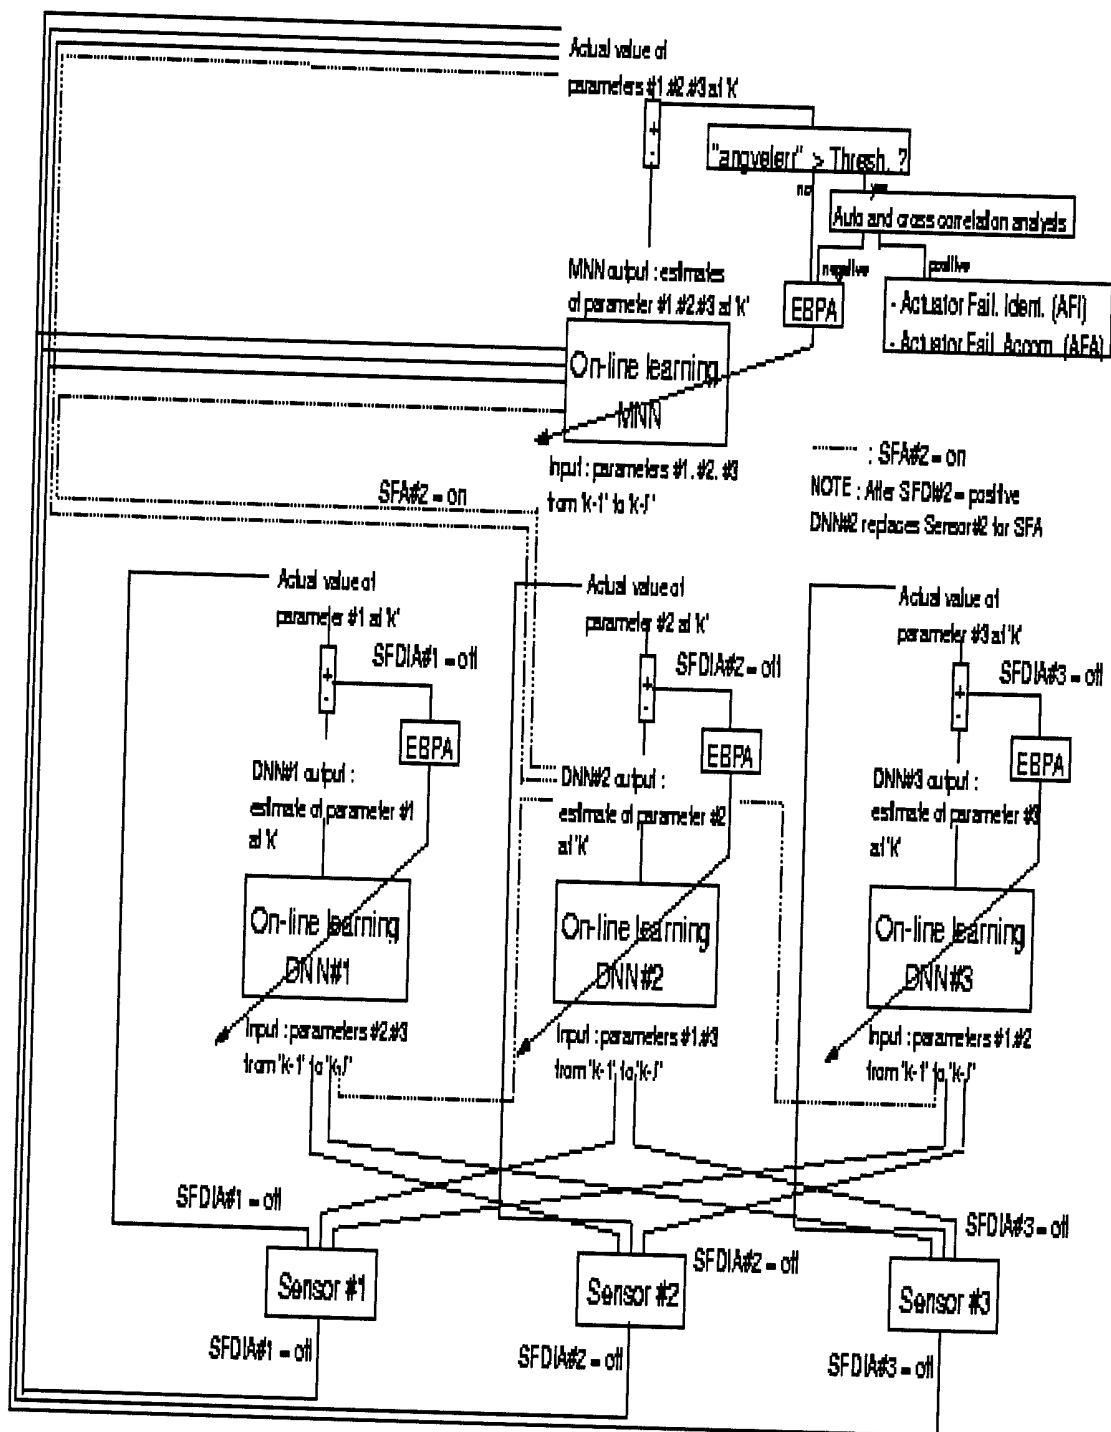 Actual value of
parameters #1.#2.#3 at 'k'
+
-
"angvelerr" > Thresh. ?
no
yes
Auto and cross correlation analysis
negative
positive
MNN output : estimates
of parameter #1.#2.#3 at 'k'
EBPA
- Actuator Fail. Ident. (AFI)
- Actuator Fail. Accom. (AFA)
On-line learning
MNN
Input : parameters #1. #2. #3
from 'k-1' to 'k-l'
: SFA#2 = on
NOTE : After SFDI#2 = positive
DNN#2 replaces Sensor#2 for SFA
SFA#2 = on
Actual value of
parameter #1 at 'k'
+
-
SFDIA#1 = off
EBPA
DNN#1 output :
estimate of parameter #1
at 'k'
On-line learning
DNN#1
Input : parameters #2.#3
from 'k-1' to 'k-l'
Actual value of
parameter #2 at 'k'
+
-
SFDIA#2 = off
EBPA
DNN#2 output :
estimate of parameter #2
at 'k'
On-line learning
DNN#2
Input : parameters #1.#3
from 'k-1' to 'k-l'
Actual value of
parameter #3 at 'k'
+
-
SFDIA#3 = off
EBPA
DNN#3 output :
estimate of parameter #3
at 'k'
On-line learning
DNN#3
Input : parameters #1.#2
from 'k-1' to 'k-l'
SFDIA#1 = off
Sensor #1
SFDIA#1 = off
SFDIA#2 = off
Sensor #2
SFDIA#2 = off
SFDIA#3 = off
Sensor #3
SFDIA#3 = off